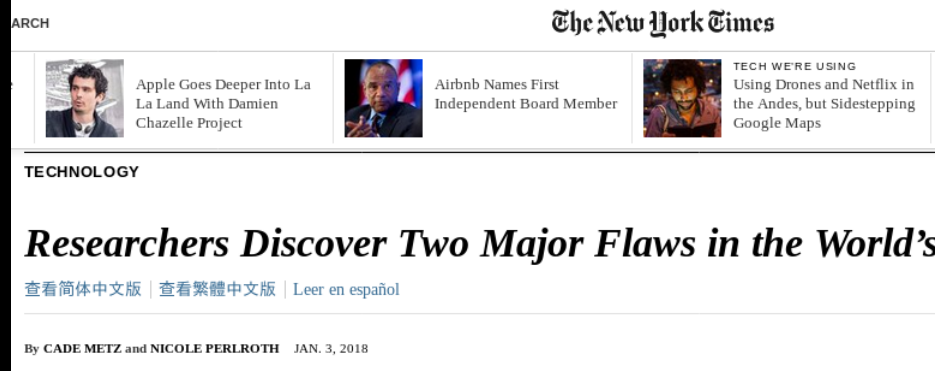 ARCH
The New York Times
Apple Goes Deeper Into La
La Land With Damien
Chazelle Project
Airbnb Names First
Independent Board Member
TECH WE'RE USING
Using Drones and Netflix in
the Andes, but Sidestepping
Google Maps
TECHNOLOGY
Researchers Discover Two Major Flaws in the World's
查看简体中文版 | 查看繁體中文版 | Leer en español
By CADE METZ and NICOLE PERLROTH JAN. 3, 2018